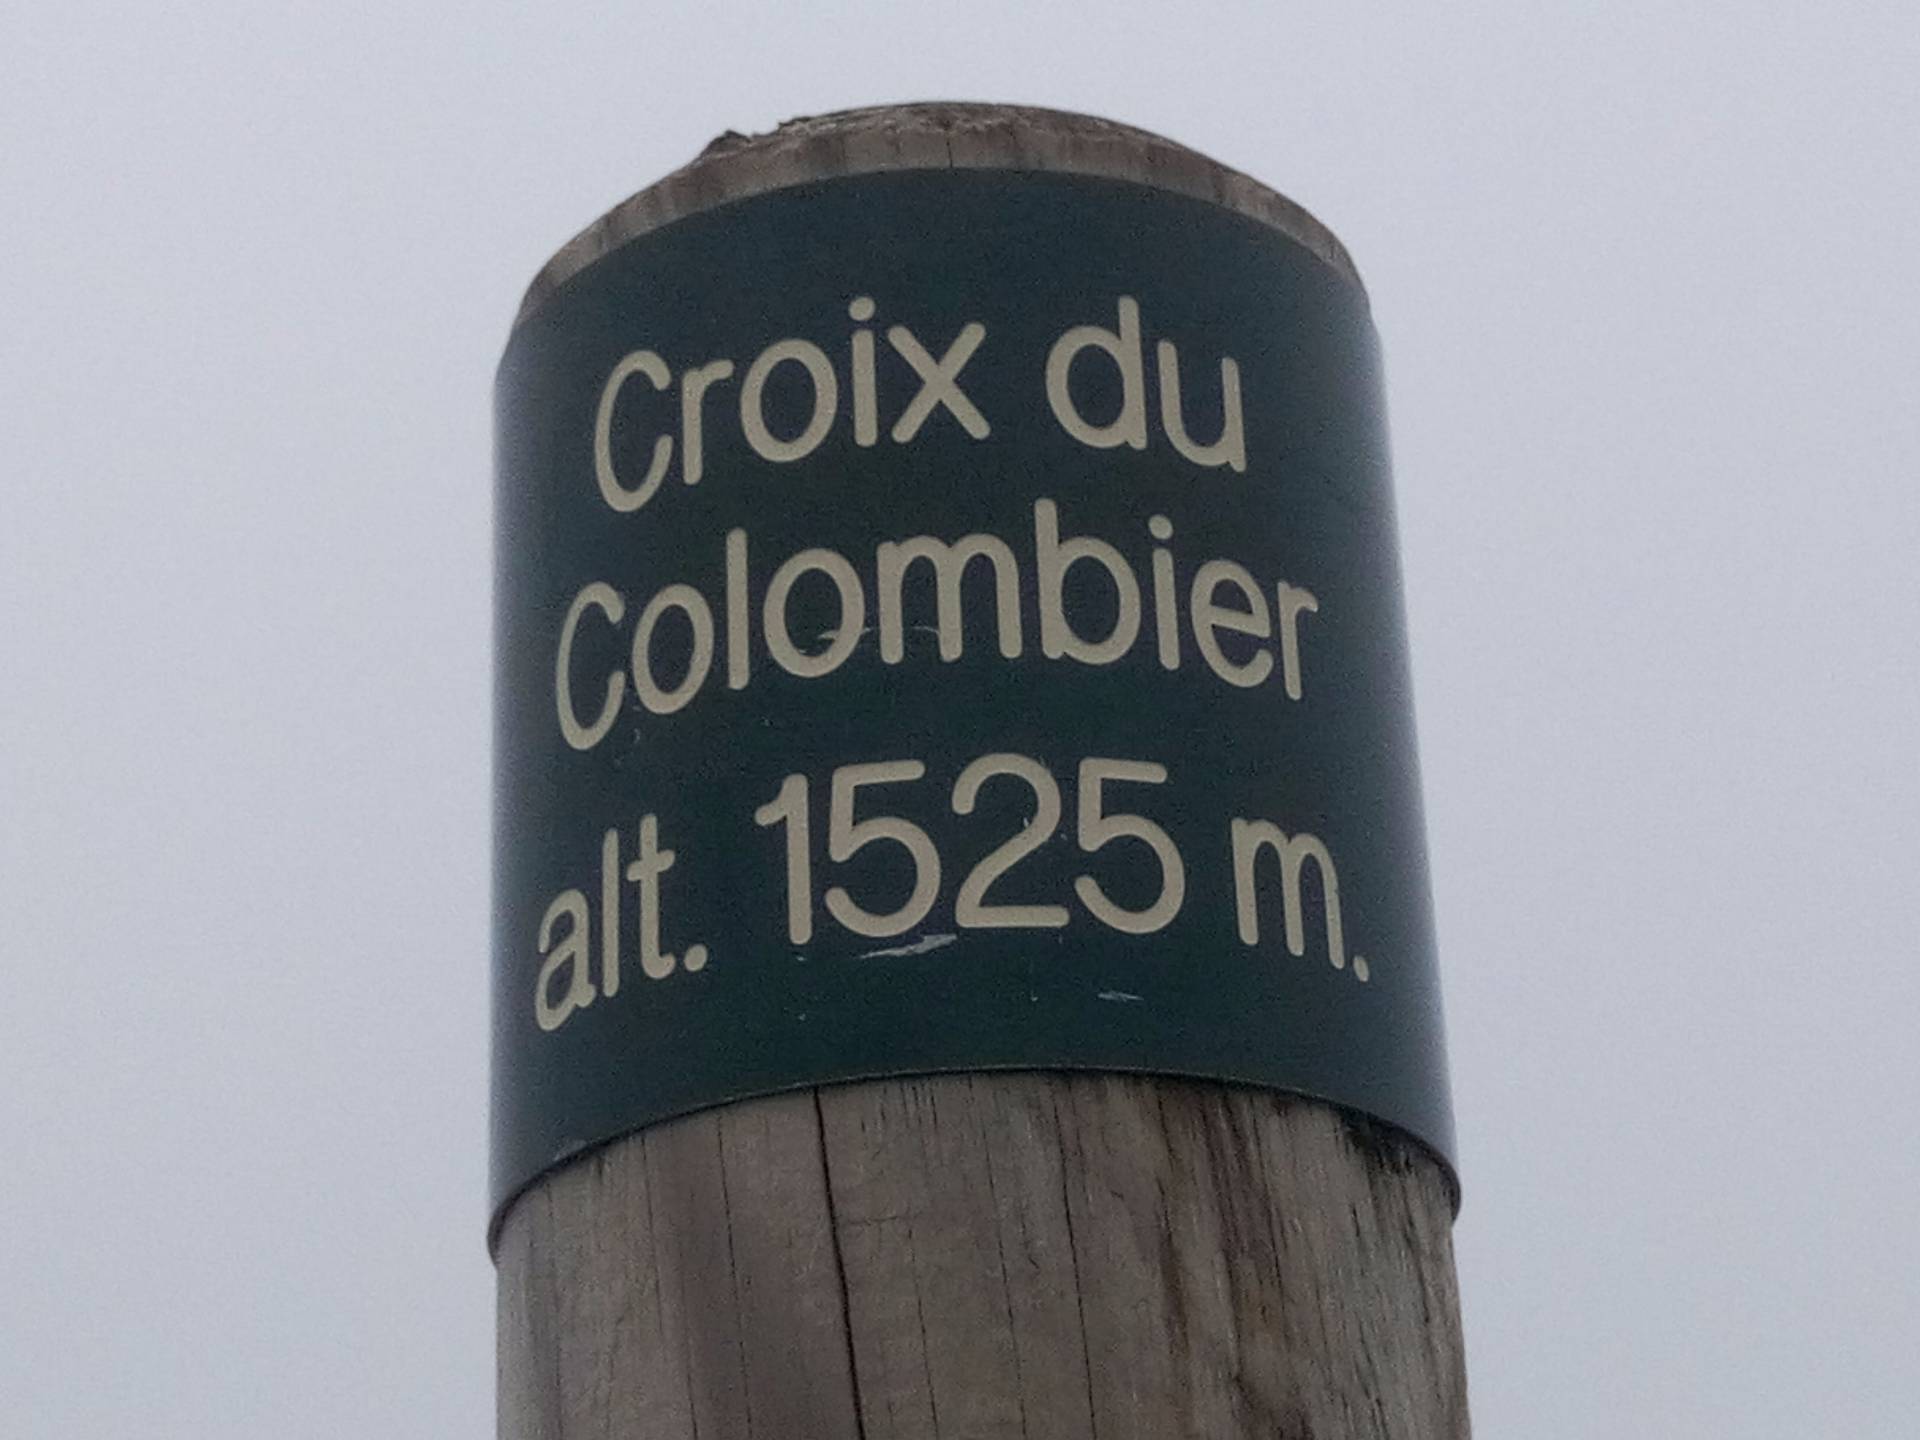 Croix du
Colombier
alt. 1525 m.